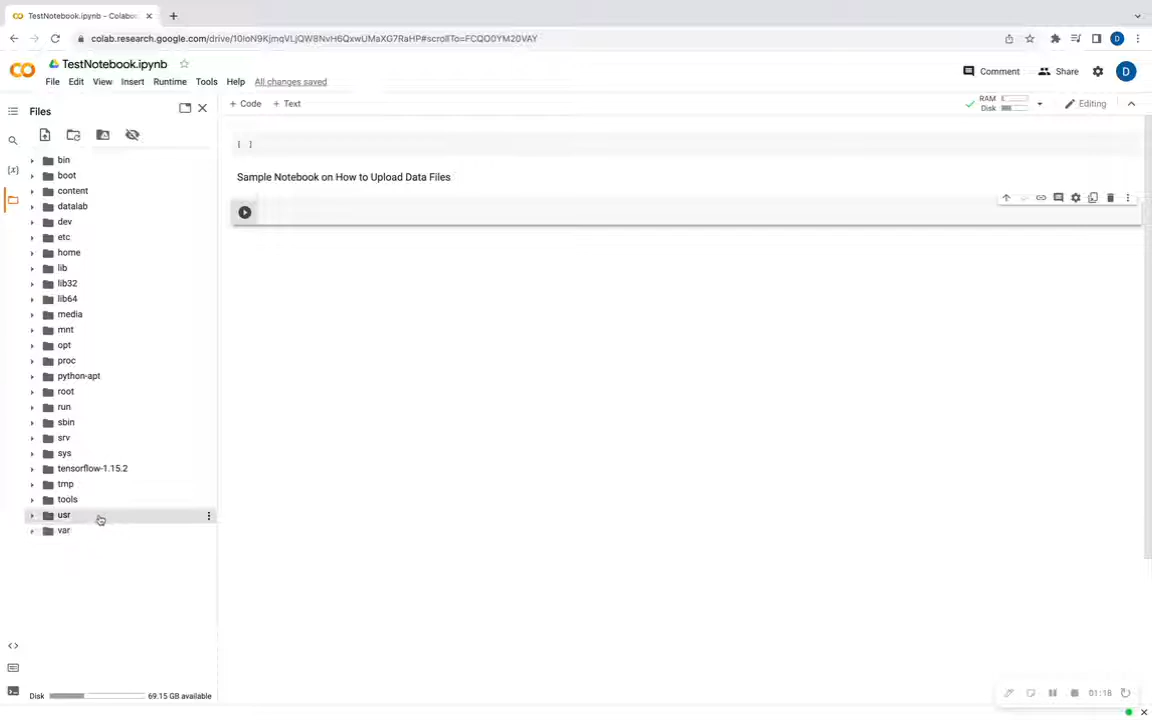 TestNotebook.ipynb - Colabo
colab.research.google.com/drive/10IoN9KjmqVLjQW8NvH6QxwUMaXG7RaHP#scrollTo=FCQO0YM20VAY
D
TestNotebook.ipynb
File Edit View Insert Runtime Tools Help All changes saved
Comment Share D
Files
+ Code + Text
RAM
Disk
Editing
[ ]
Sample Notebook on How to Upload Data Files
{x}
bin
boot
content
datalab
dev
etc
home
lib
lib32
lib64
media
mnt
opt
proc
python-apt
root
run
sbin
srv
sys
tensorflow-1.15.2
tmp
tools
usr
var
Disk 69.15 GB available
01:18